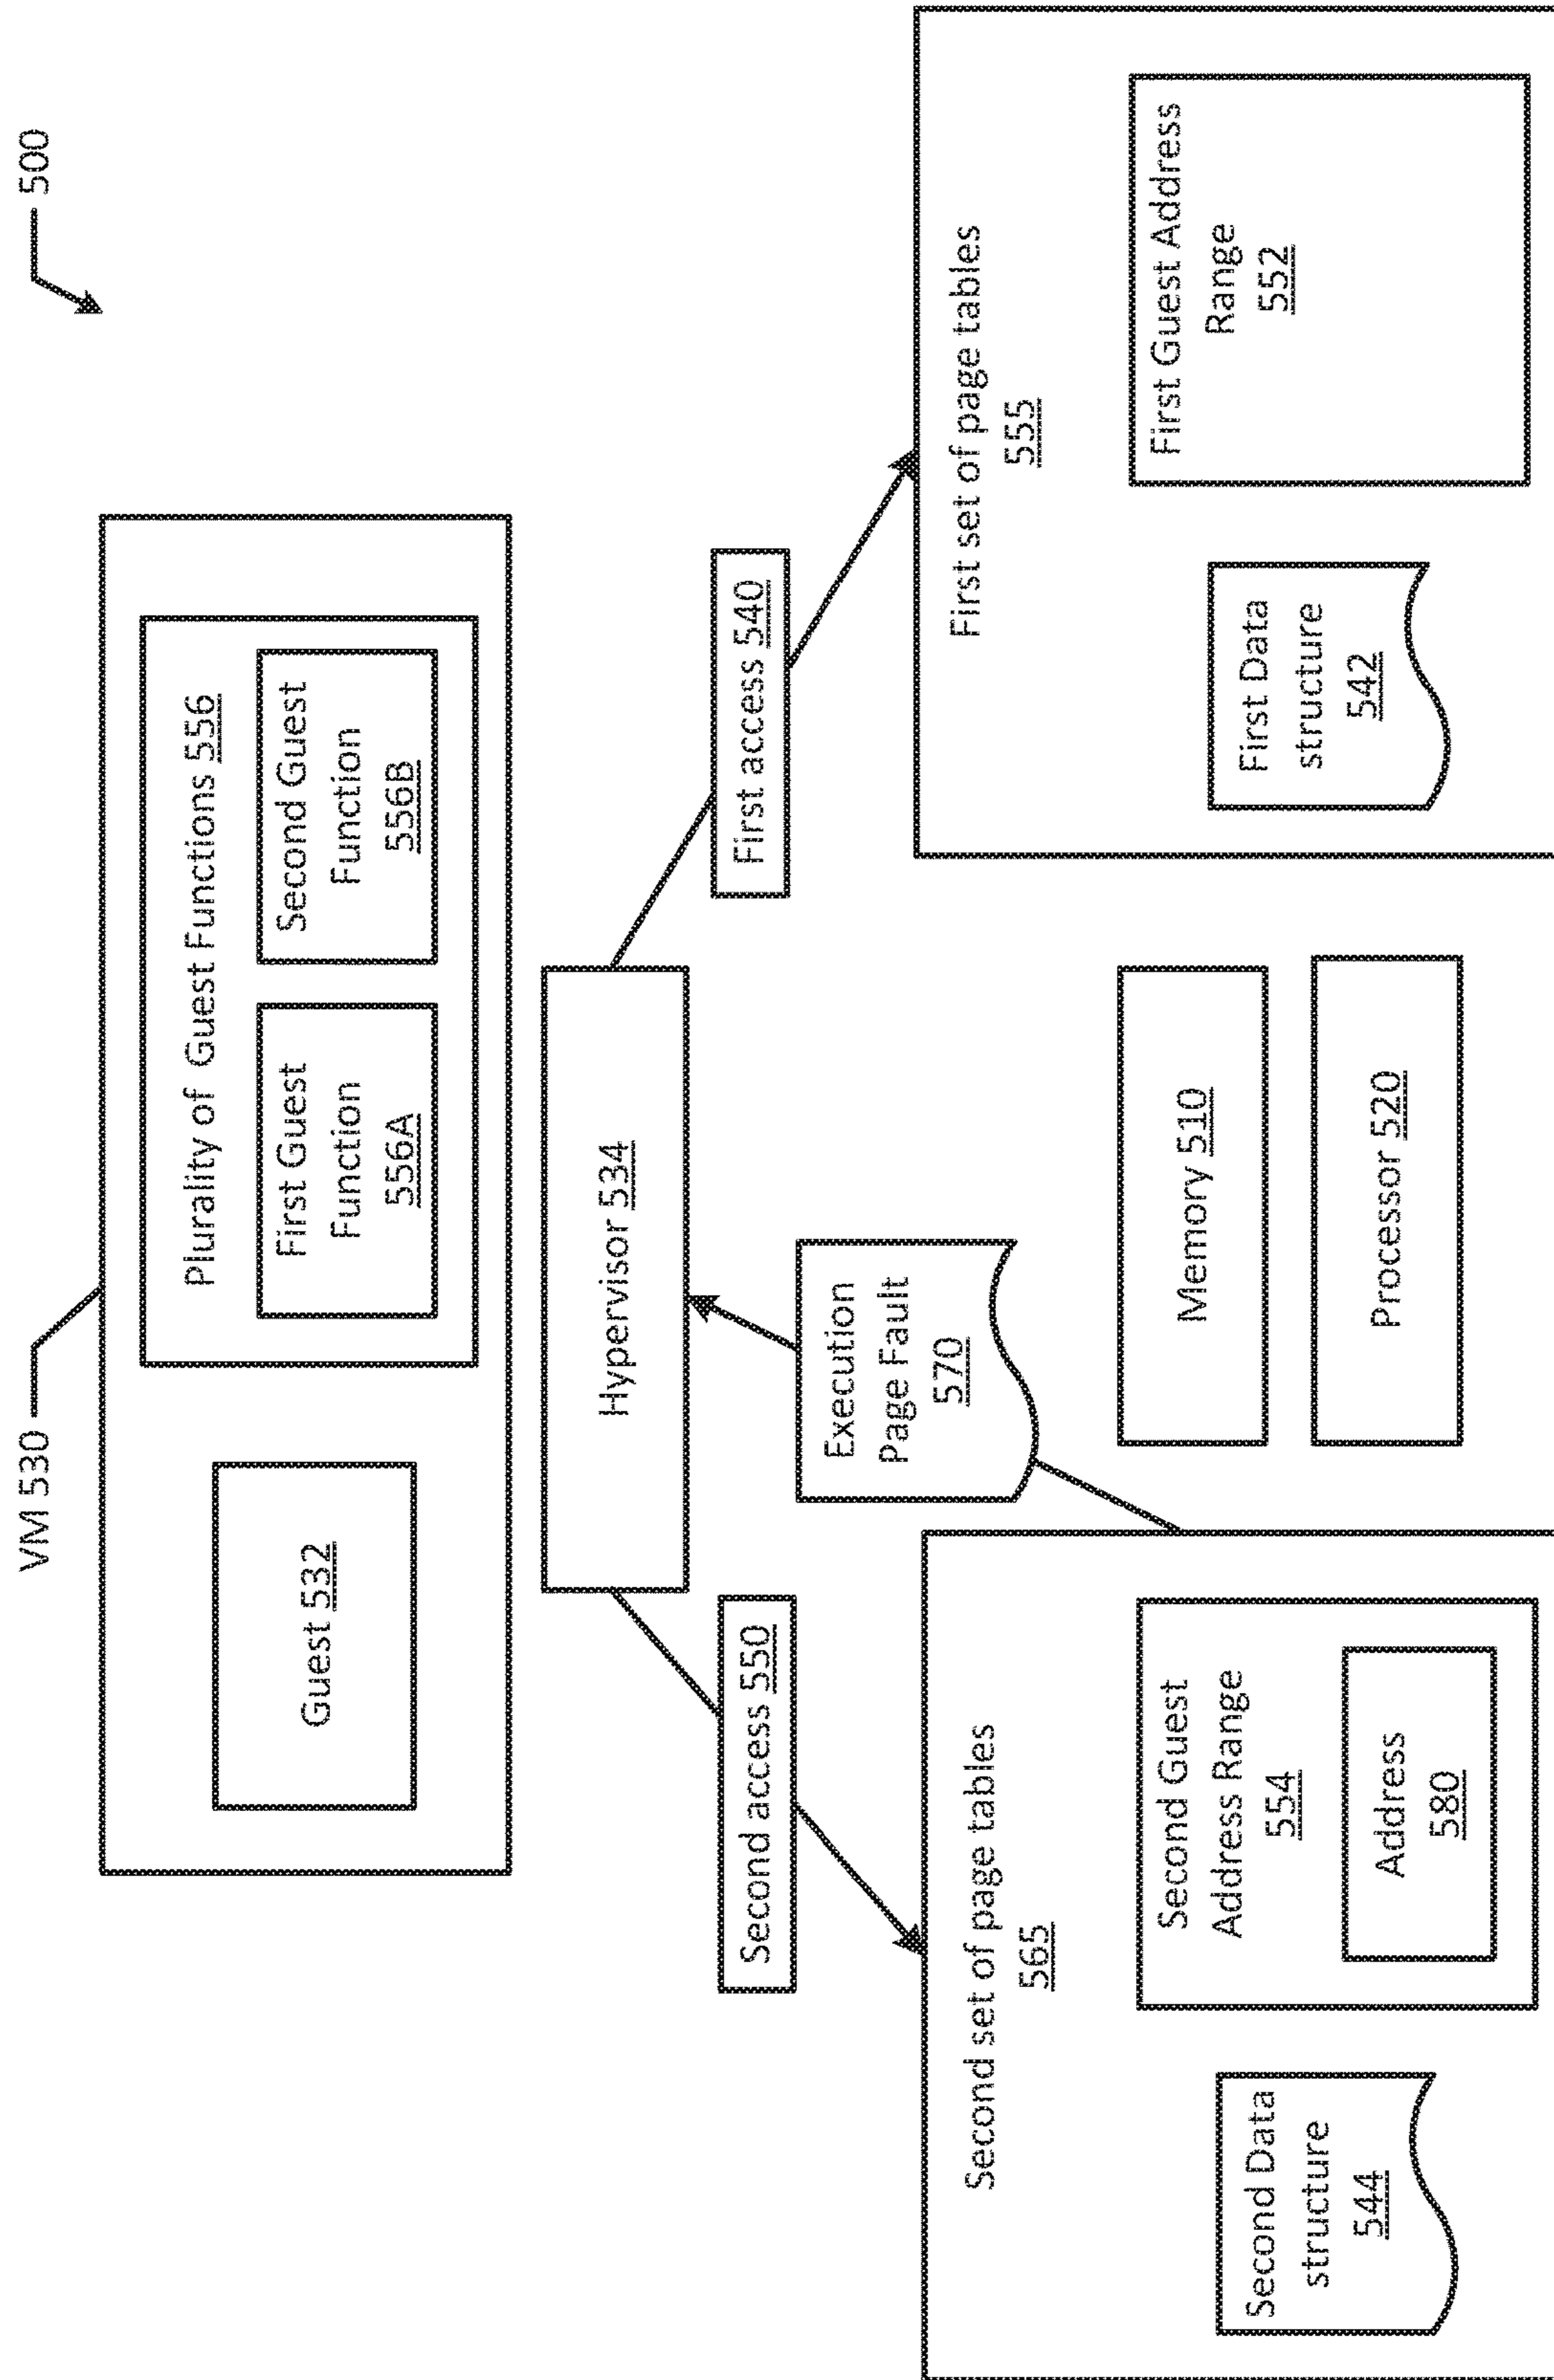 500
VM 530
Guest 532
Plurality of Guest Functions 556
First Guest
Function
556A
Second Guest
Function
556B
Hypervisor 534
Second access 550
First access 540
Execution
Page Fault
570
Second set of page tables
565
Second Data
structure
544
Second Guest
Address Range
554
Address
580
Memory 510
Processor 520
First set of page tables
555
First Data
structure
542
First Guest Address
Range
552